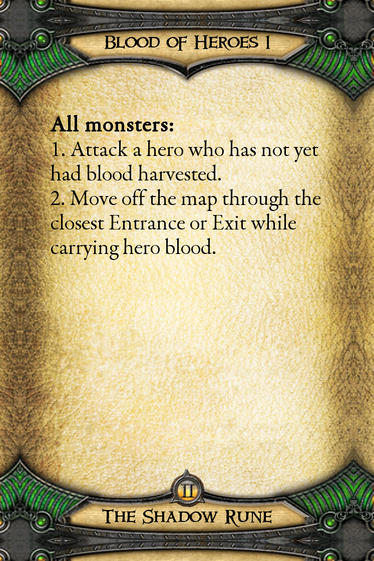 Blood of Heroes 1
All monsters:
1. Attack a hero who has not yet
had blood harvested.
2. Move off the map through the
closest Entrance or Exit while
carrying hero blood.
II
The Shadow Rune